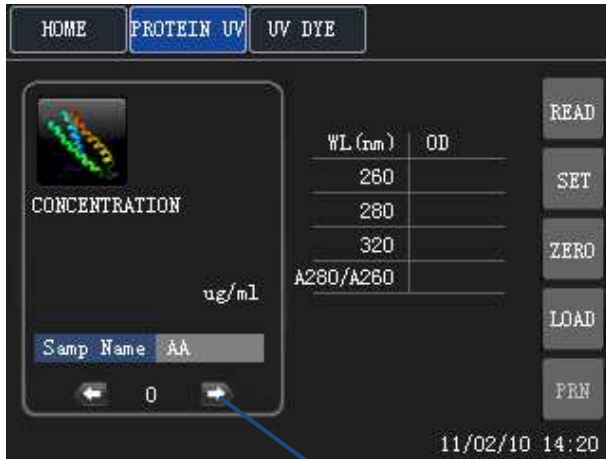 HOME PROTEIN UV UV DYE
CONCENTRATION
ug/ml
Samp Name AA
0
WL(nm) OD
260
280
320
A280/A260
READ
SET
ZERO
LOAD
PRN
11/02/10 14:20